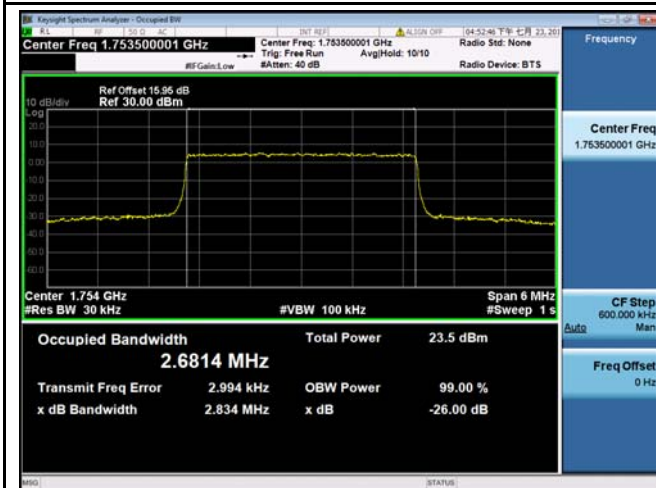 Keysight Spectrum Analyzer - Occupied BW
RL RF 50 Ω AC INT REF ALIGN OFF 04:52:46 下午 七月 23, 201
Center Freq 1.753500001 GHz
Center Freq: 1.753500001 GHz
Radio Std: None
Trig: Free Run Avg|Hold: 10/10
#IFGain:Low #Atten: 40 dB Radio Device: BTS
Frequency
Ref Offset 15.95 dB
10 dB/div Ref 30.00 dBm
Log
20.0
10.0
0.00
10.0
20.0
30.0
40.0
50.0
60.0
Center 1.754 GHz Span 6 MHz
#Res BW 30 kHz #VBW 100 kHz #Sweep 1 s
Occupied Bandwidth Total Power 23.5 dBm
2.6814 MHz
Transmit Freq Error 2.994 kHz OBW Power 99.00 %
x dB Bandwidth 2.834 MHz x dB -26.00 dB
Center Freq
1.753500001 GHz
CF Step
600.000 kHz
Auto Man
Freq Offset
0 Hz
MSG STATUS